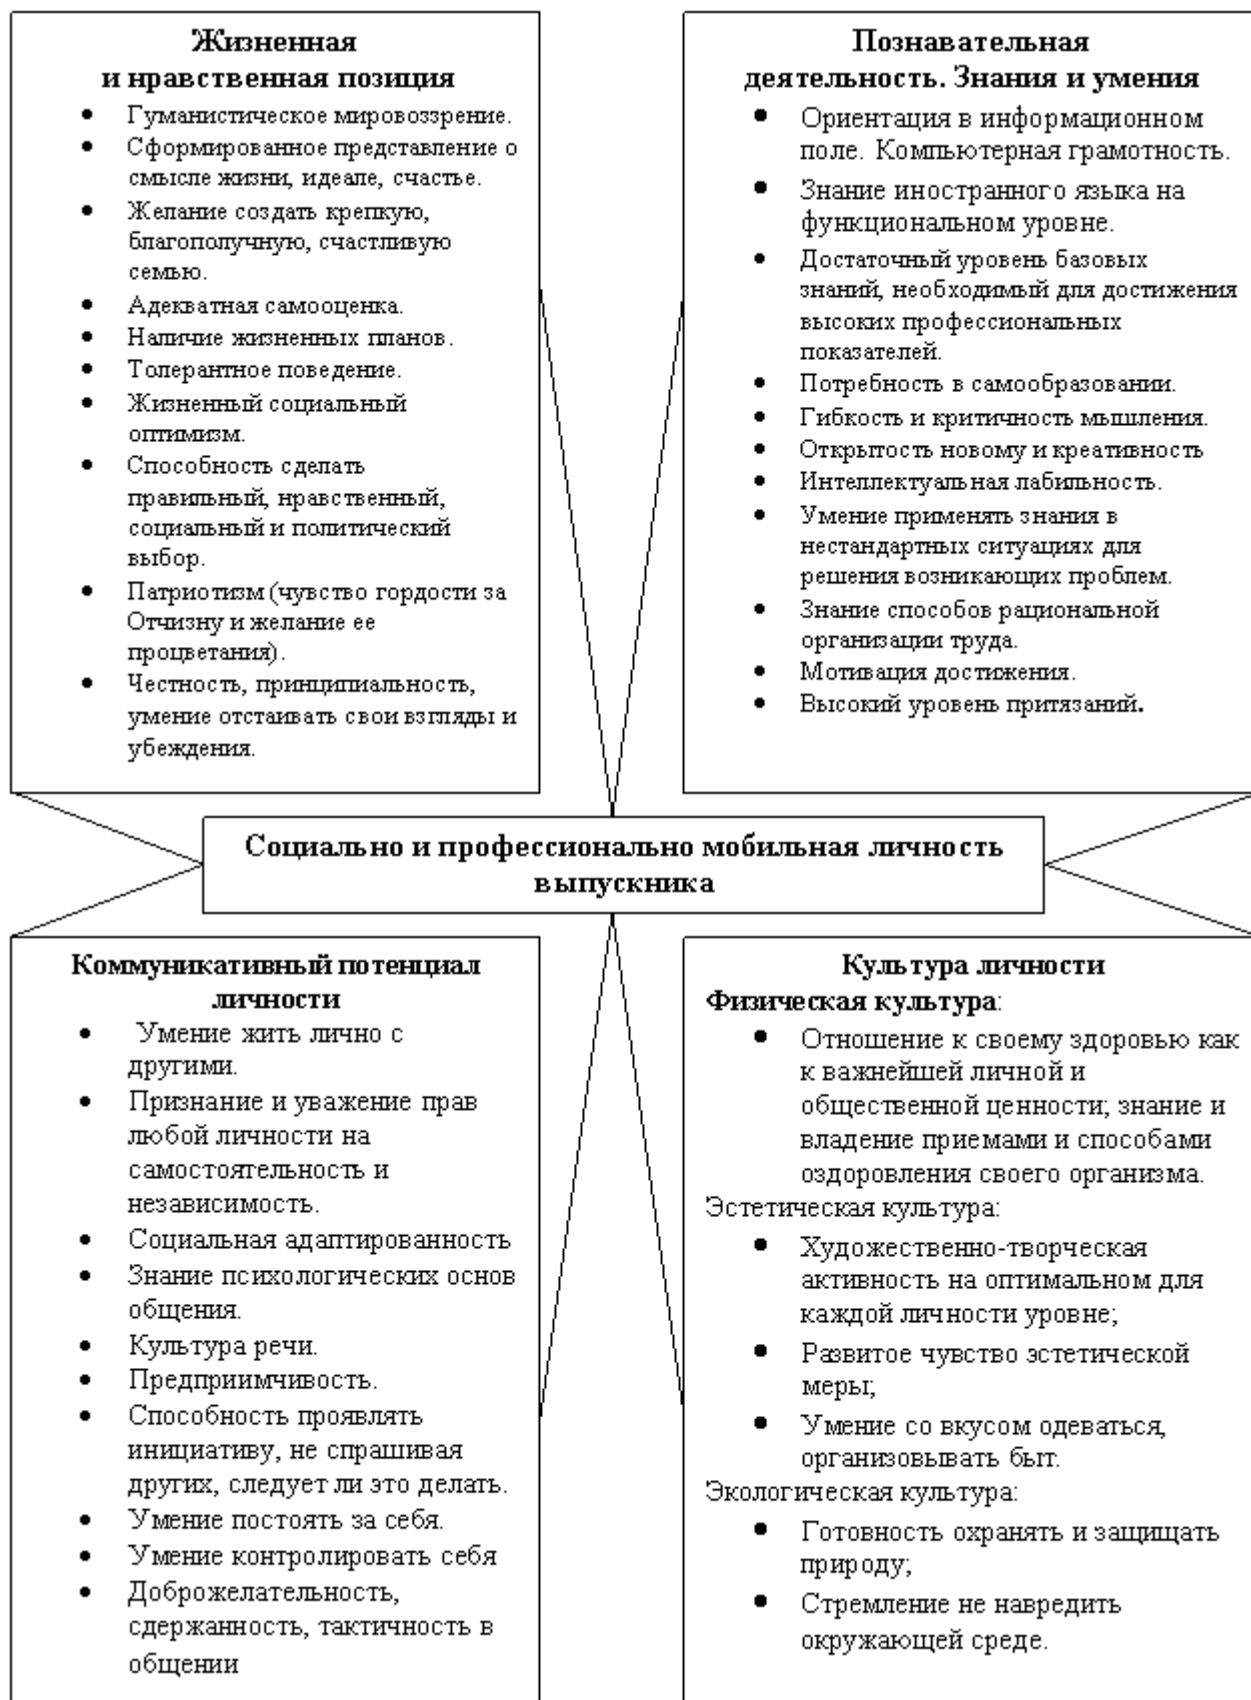 Жизненная
и нравственная позиция
• Гуманистическое мировоззрение.
• Сформированное представление о
смысле жизни, идеале, счастье.
• Желание создать крепкую,
благополучную, счастливую
семью.
• Адекватная самооценка.
• Наличие жизненных планов.
• Толерантное поведение.
• Жизненный социальный
оптимизм.
• Способность сделать
правильный, нравственный,
социальный и политический
выбор.
• Патриотизм (чувство гордости за
Отчизну и желание ее
процветания).
• Честность, принципиальность,
умение отстаивать свои взгляды и
убеждения.
Познавательная
деятельность. Знания и умения
• Ориентация в информационном
поле. Компьютерная грамотность.
• Знание иностранного языка на
функциональном уровне.
• Достаточный уровень базовых
знаний, необходимый для достижения
высоких профессиональных
показателей.
• Потребность в самообразовании.
• Гибкость и критичность мышления.
• Открытость новому и креативность
• Интеллектуальная лабильность.
• Умение применять знания в
нестандартных ситуациях для
решения возникающих проблем.
• Знание способов рациональной
организации труда.
• Мотивация достижения.
• Высокий уровень притязаний.
Социально и профессионально мобильная личность
выпускника
Коммуникативный потенциал
личности
• Умение жить лично с
другими.
• Признание и уважение прав
любой личности на
самостоятельность и
независимость.
• Социальная адаптированность
• Знание психологических основ
общения.
• Культура речи.
• Предприимчивость.
• Способность проявлять
инициативу, не спрашивая
других, следует ли это делать.
• Умение постоять за себя.
• Умение контролировать себя
• Доброжелательность,
сдержанность, тактичность в
общении
Культура личности
Физическая культура:
• Отношение к своему здоровью как
к важнейшей личной и
общественной ценности; знание и
владение приемами и способами
оздоровления своего организма.
Эстетическая культура:
• Художественно-творческая
активность на оптимальном для
каждой личности уровне;
• Развитое чувство эстетической
меры;
• Умение со вкусом одеваться,
организовывать быт.
Экологическая культура:
• Готовность охранять и защищать
природу;
• Стремление не навредить
окружающей среде.